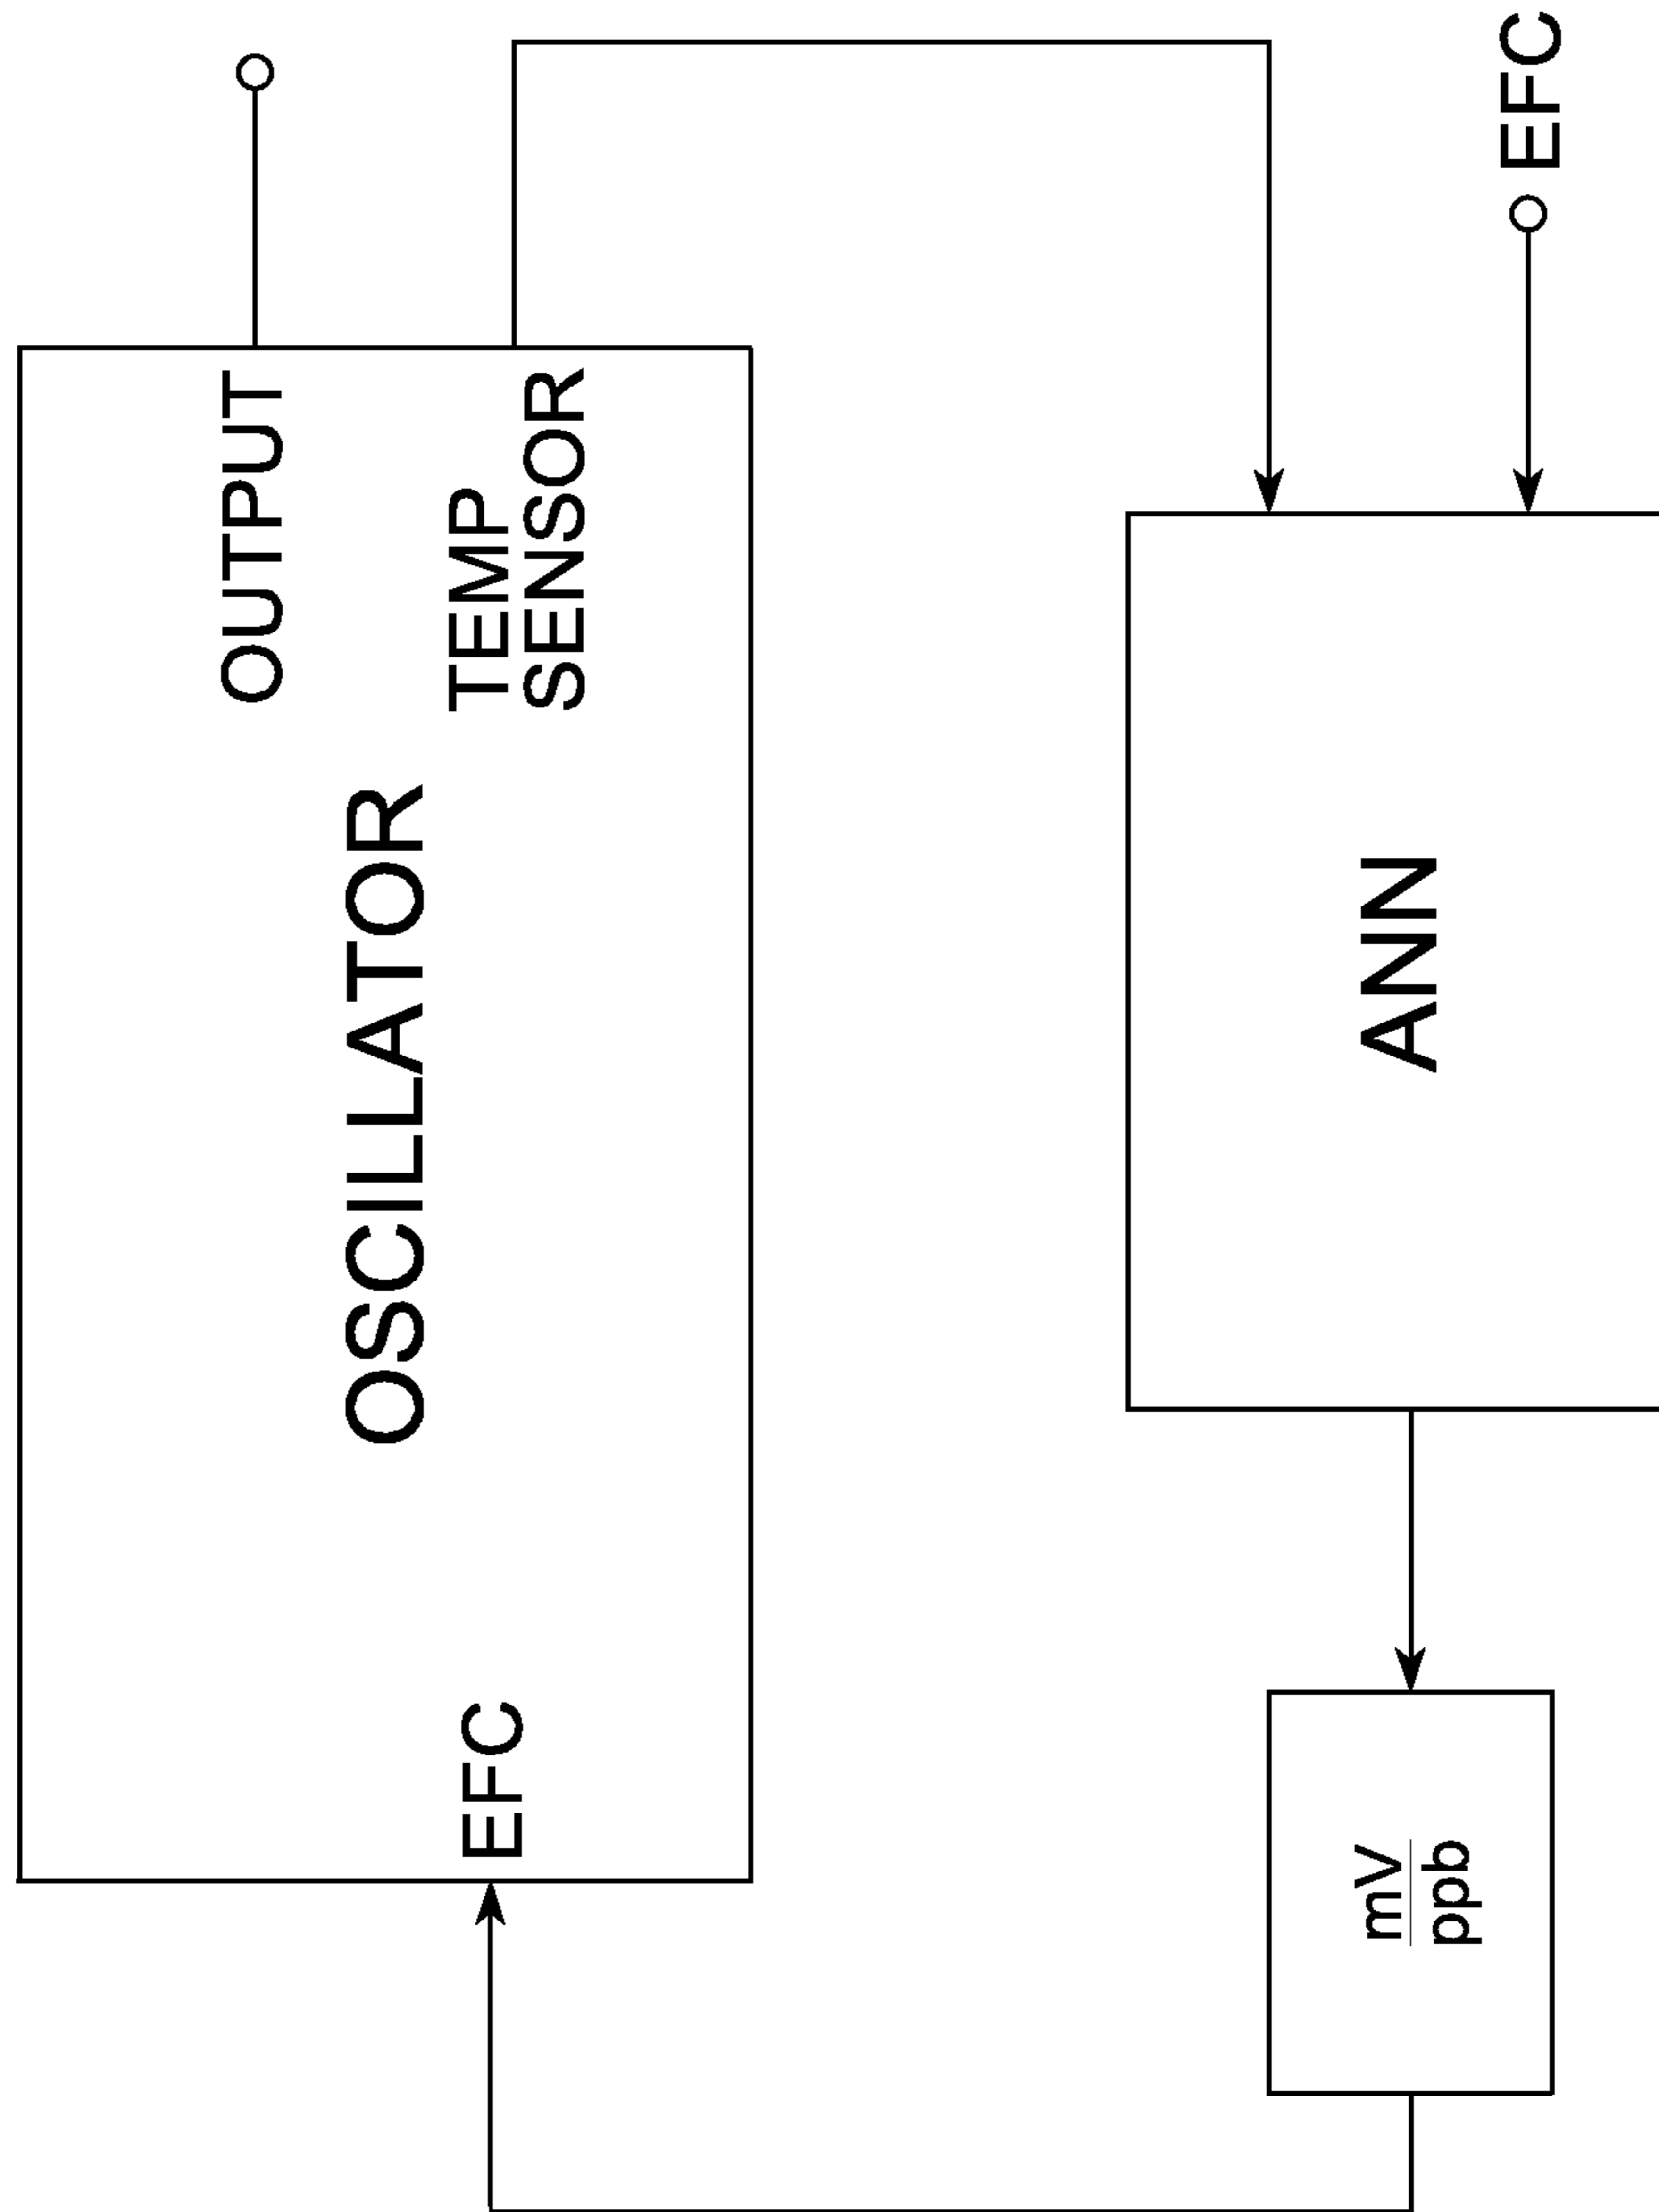 OUTPUT
OSCILLATOR
EFC
TEMP
SENSOR
ANN
mV
ppb
EFC